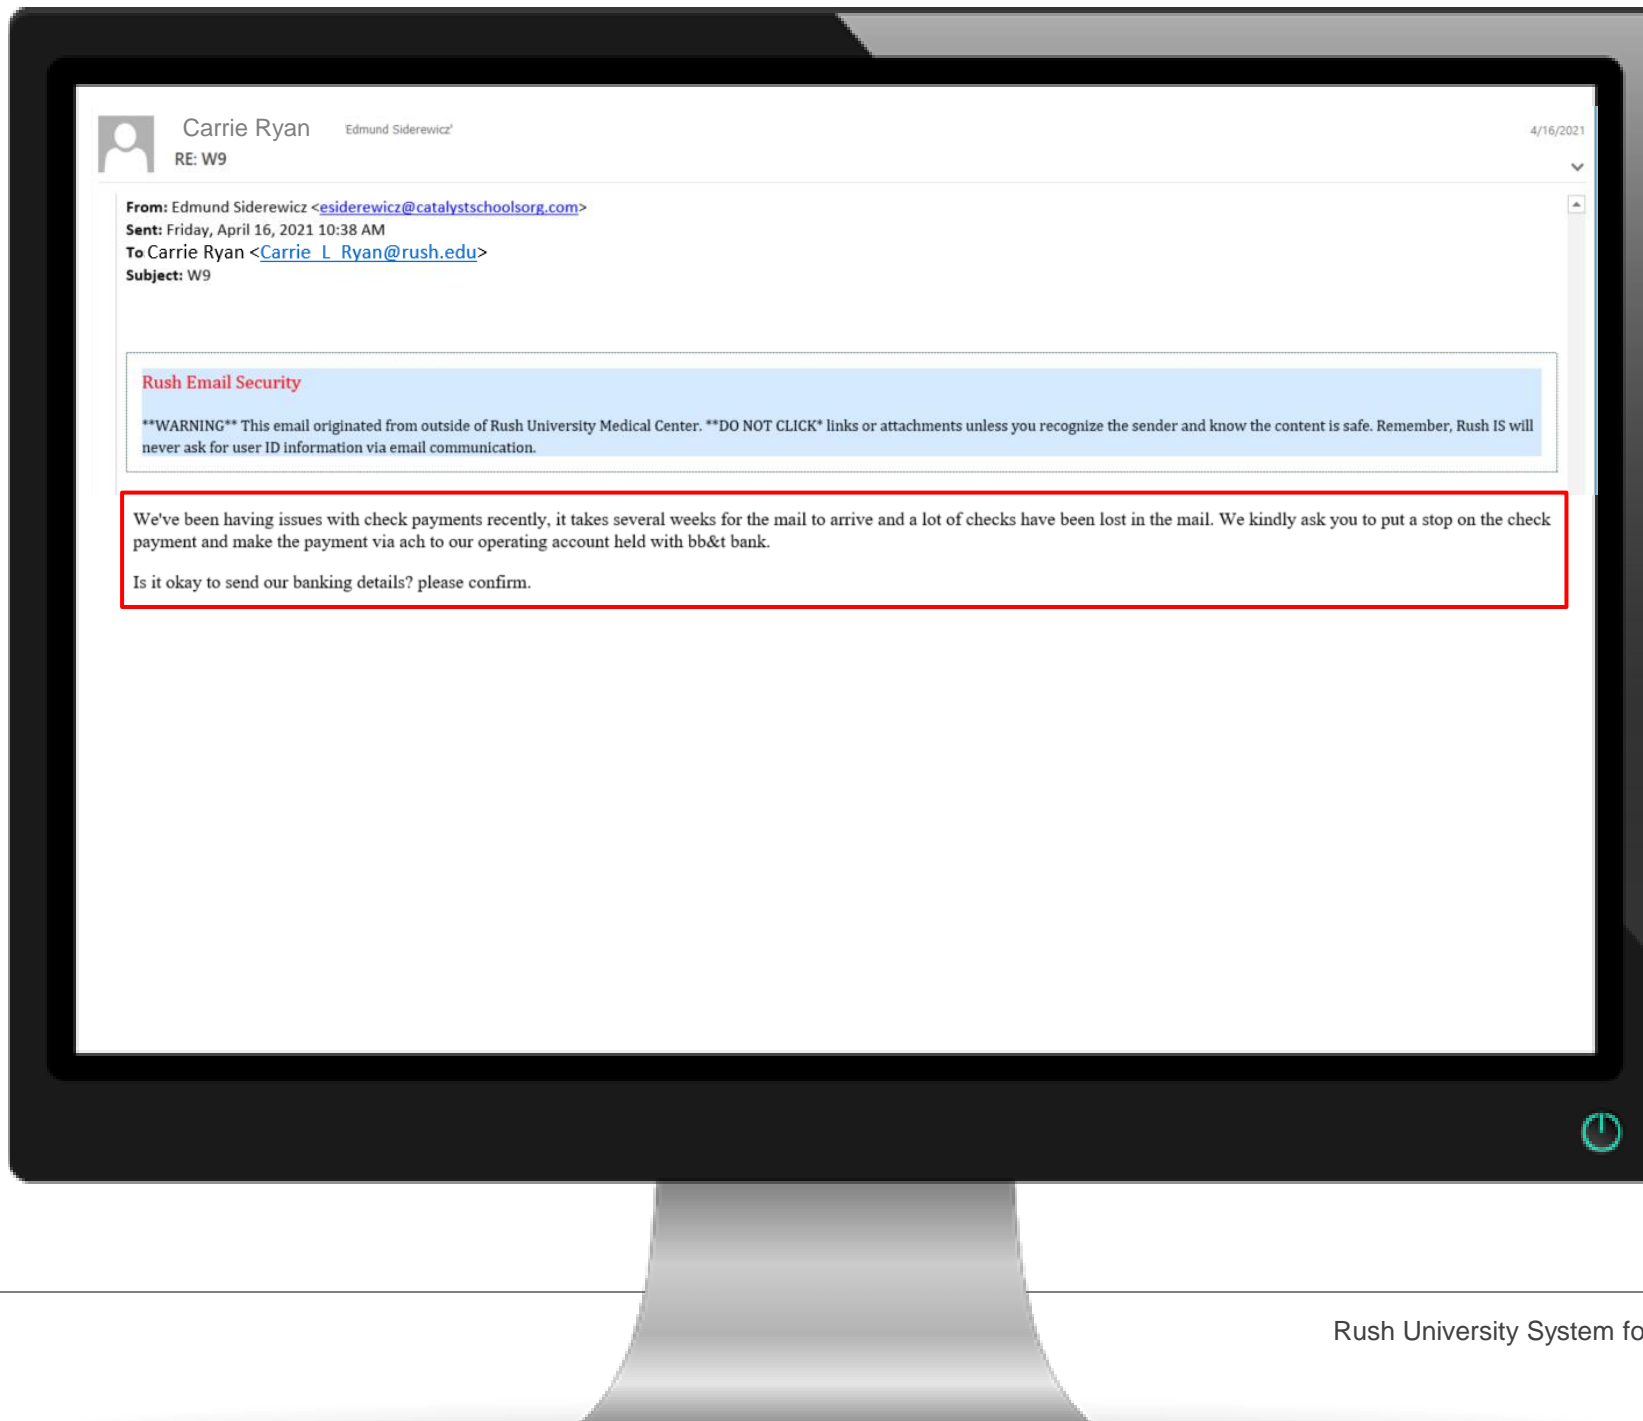 Carrie Ryan 'Edmund Siderewicz' 4/16/2021
RE: W9
From: Edmund Siderewicz <esiderewicz@catalystschoolsorg.com>
Sent: Friday, April 16, 2021 10:38 AM
To Carrie Ryan <Carrie_L_Ryan@rush.edu>
Subject: W9
Rush Email Security
**WARNING** This email originated from outside of Rush University Medical Center. **DO NOT CLICK* links or attachments unless you recognize the sender and know the content is safe. Remember, Rush IS will
never ask for user ID information via email communication.
We've been having issues with check payments recently, it takes several weeks for the mail to arrive and a lot of checks have been lost in the mail. We kindly ask you to put a stop on the check
payment and make the payment via ach to our operating account held with bb&t bank.
Is it okay to send our banking details? please confirm.
Rush University System fo